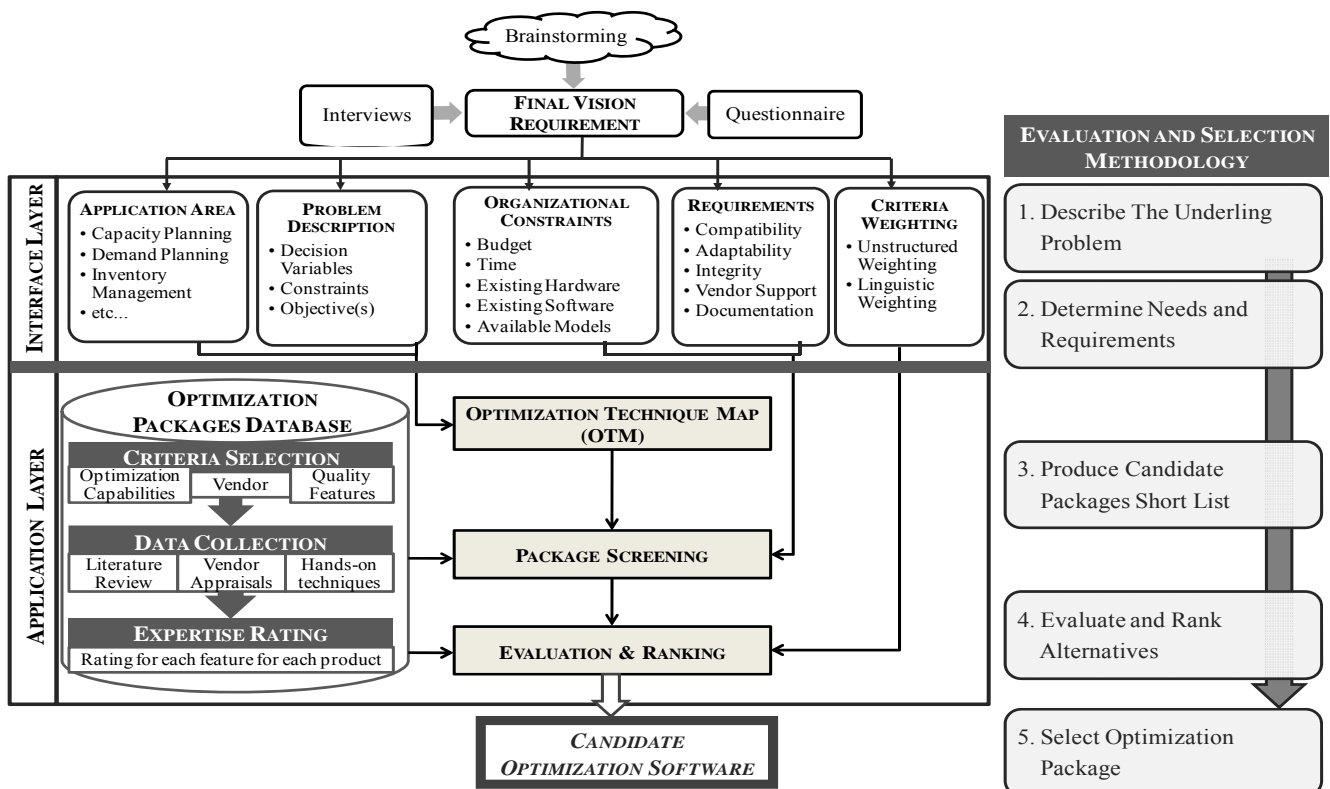 Brainstorming
Interviews
FINAL VISION
REQUIREMENT
Questionnaire
INTERFACE LAYER
APPLICATION AREA
• Capacity Planning
• Demand Planning
• Inventory
Management
• etc...
PROBLEM
DESCRIPTION
• Decision
Variables
• Constraints
• Objective(s)
ORGANIZATIONAL
CONSTRAINTS
• Budget
• Time
• Existing Hardware
• Existing Software
• Available Models
REQUIREMENTS
• Compatibility
• Adaptability
• Integrity
• Vendor Support
• Documentation
CRITERIA
WEIGHTING
• Unstructured
Weighting
• Linguistic
Weighting
APPLICATION LAYER
OPTIMIZATION
PACKAGES DATABASE
CRITERIA SELECTION
Optimization
Capabilities
Vendor
Quality
Features
DATA COLLECTION
Literature
Review
Vendor
Appraisals
Hands-on
techniques
EXPERTISE RATING
Rating for each feature for each product
OPTIMIZATION TECHNIQUE MAP
(OTM)
PACKAGE SCREENING
EVALUATION & RANKING
CANDIDATE
OPTIMIZATION SOFTWARE
EVALUATION AND SELECTION
METHODOLOGY
1. Describe The Underling
Problem
2. Determine Needs and
Requirements
3. Produce Candidate
Packages Short List
4. Evaluate and Rank
Alternatives
5. Select Optimization
Package